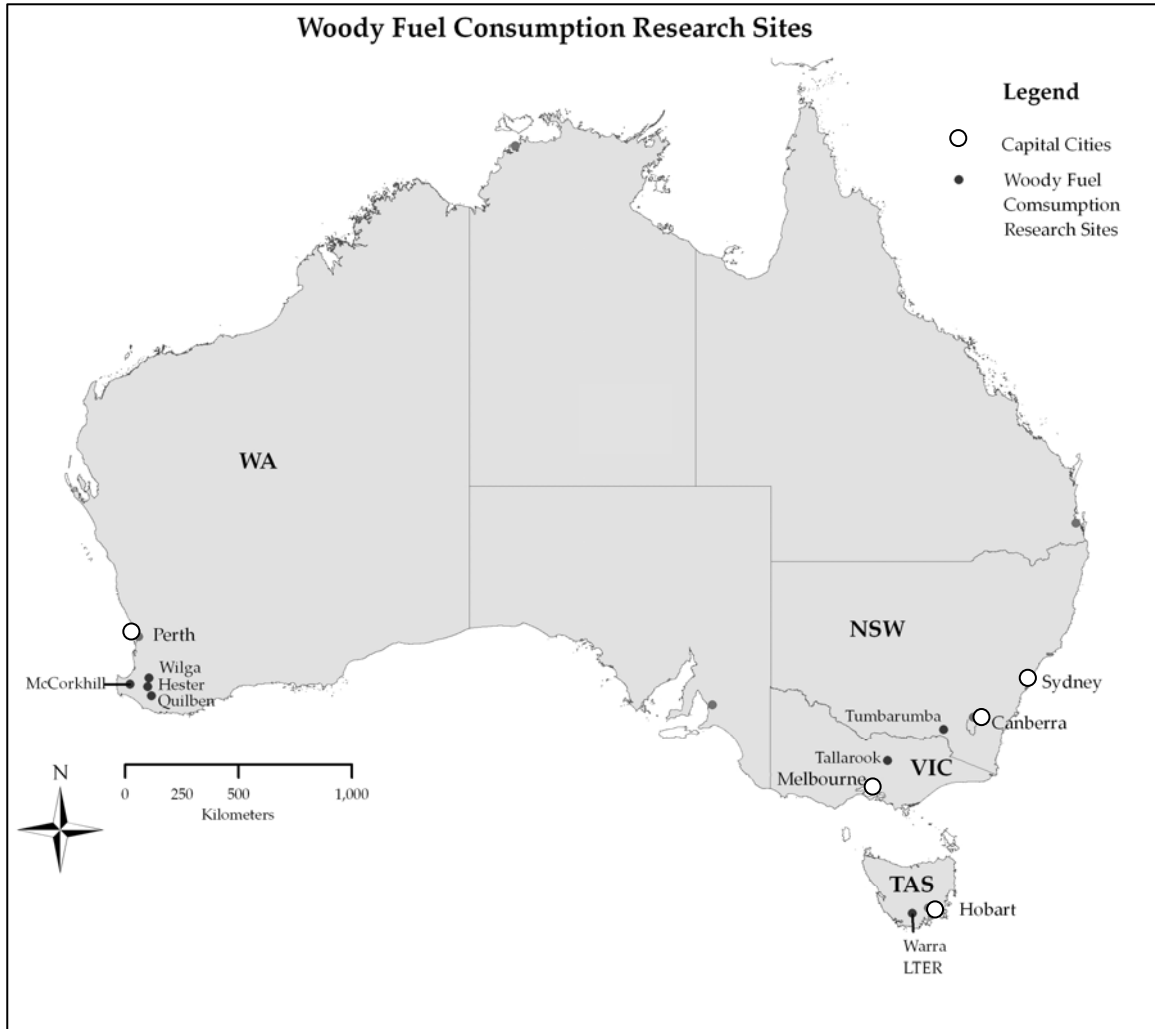 Woody Fuel Consumption Research Sites
Legend
Capital Cities
Woody Fuel
Comsumption
Research Sites
WA
NSW
Perth
Wilga
McCorkhill
Hester
Quilben
Sydney
Tumbarumba
Canberra
Tallarook
VIC
Melbourne
N
0 250 500 1,000
Kilometers
TAS
Hobart
Warra
LTER